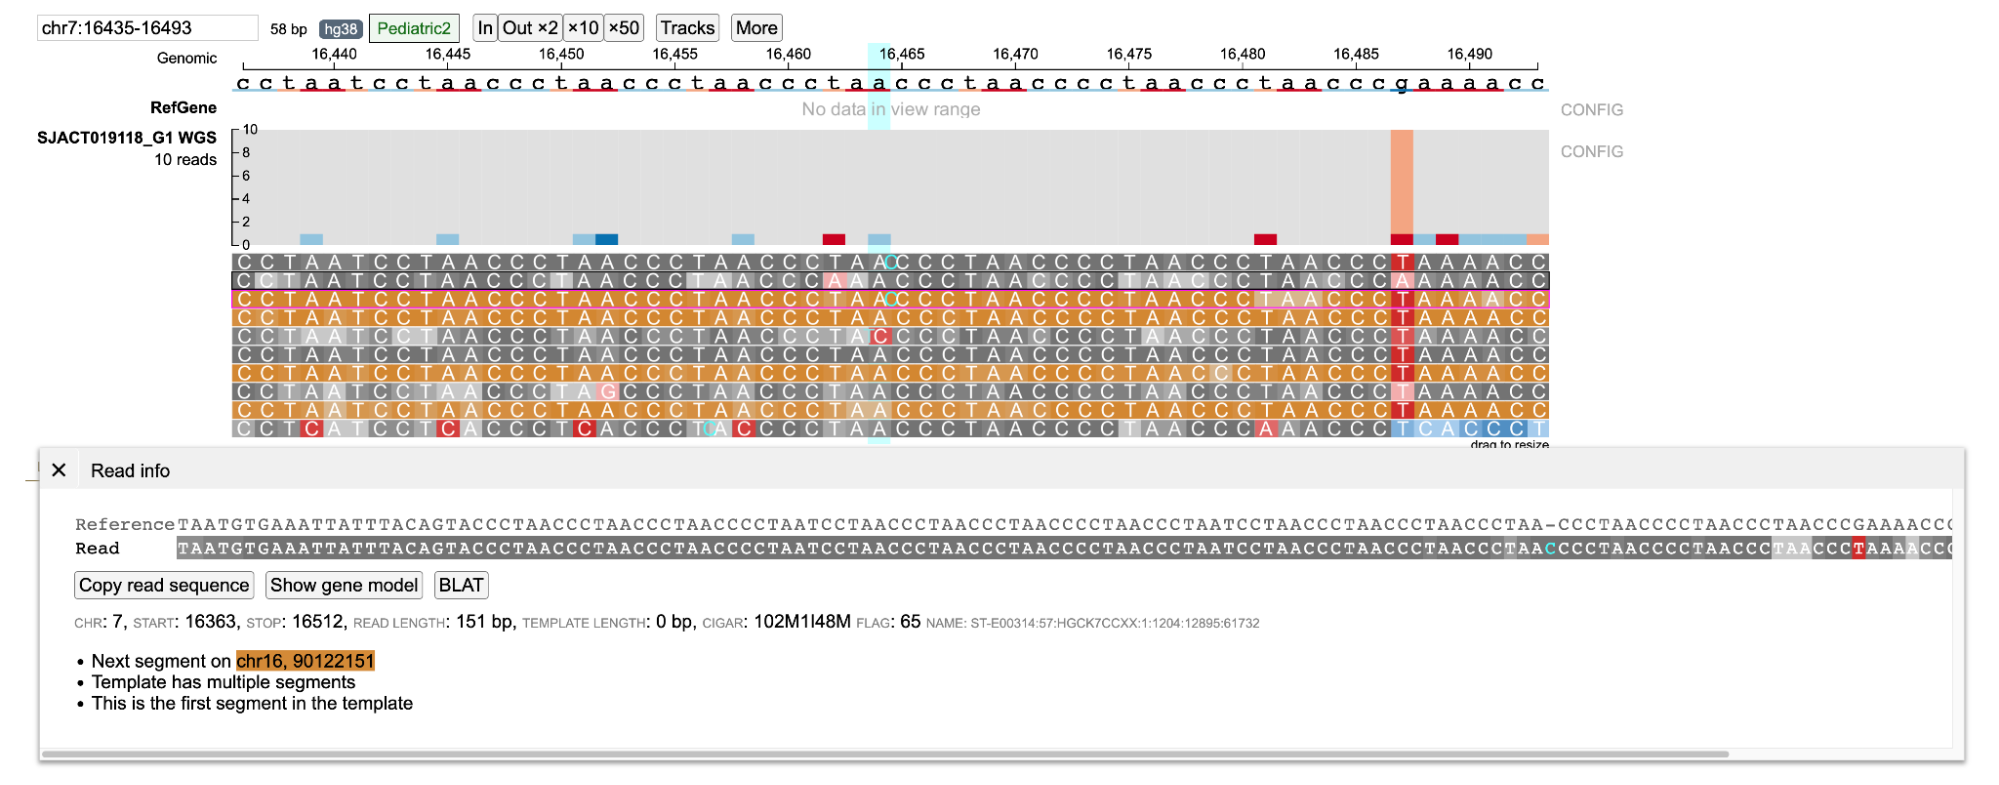 chr7:16435-16493 58 bp hg38 Pediatric2 In Out ×2 ×10 ×50 Tracks More
Genomic 16,440 16,445 16,450 16,455 16,460 16,465 16,470 16,475 16,480 16,485 16,490
c c t a a t c c t a a c c c t a a c c c t a a c c c t a a c c c t a a c c c c t a a c c c t a a c c c g a a a a c c
RefGene No data in view range CONFIG
SJACT019118_G1 WGS 10 CONFIG
10 reads 8
6
4
2
0
C C T A A T C C T A A C C C T A A C C C T A A C C C T A A C C C C T A A C C C C T A A C C C T A A C C C T A A A A C C
C C T A A T C C T A A C C C T A A C C C T A A C C C A A A C C C T A A C C C C T A A C C C T A A C C C A A A A A C C
C C T A A T C C T A A C C C T A A C C C T A A C C C T A A C C C C T A A C C C C T A A C C C T A A C C C T A A A A C C
C C T A A T C C T A A C C C T A A C C C T A A C C C T A A C C C T A A C C C C T A A C C C T A A C C C T A A A A C C
C C T A A T C C T A A C C C T A A C C C T A A C C C T A C C C C T A A C C C C T A A C C C T A A C C C T A A A A C C
C C T A A T C C T A A C C C T A A C C C T A A C C C T A A C C C T A A C C C C T A A C C C T A A C C C T A A A A C C
C C T A A T C C T A A C C C T A A C C C T A A C C C T A A C C C T A A C C C C T A A C C C T A A C C C T A A A A C C
C C T A A T C C T A A C C C T A G C C C T A A C C C T A A C C C T A A C C C C T A A C C C T A A C C C T A A A A C C
C C T A A T C C T A A C C C T A A C C C T A A C C C T A A C C C T A A C C C C T A A C C C T A A C C C T A A A A C C
C C T C A T C C T C A C C C T C A C C C T C A C C C C T A A C C C T A A C C C C T A A C C C A A A C C C T C A C C C T
drag to resize
× Read info
Reference TAATGTGAAATTATTTACAGTACCCTAACCCTAACCCTAACCCCTAATCCTAACCCTAACCCTAACCCCTAACCCTAATCCTAACCCTAACCCTAACCCTAA-CCCTAACCCCTAACCCTAACCCGAAAACCC
Read TAATGTGAAATTATTTACAGTACCCTAACCCTAACCCTAACCCCTAATCCTAACCCTAACCCTAACCCCTAACCCTAATCCTAACCCTAACCCTAACCCTAACCCCTAACCCCTAACCCTAACCCTAAAACCC
Copy read sequence Show gene model BLAT
CHR: 7, START: 16363, STOP: 16512, READ LENGTH: 151 bp, TEMPLATE LENGTH: 0 bp, CIGAR: 102M1I48M FLAG: 65 NAME: ST-E00314:57:HGCK7CCXX:1:1204:12895:61732
• Next segment on chr16, 90122151
• Template has multiple segments
• This is the first segment in the template